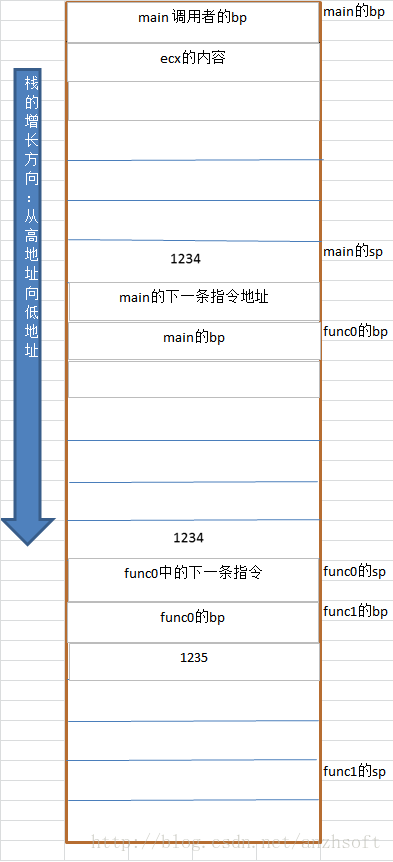 main 调用者的bp
main的bp
ecx的内容
栈的增长方向：从高地址向低地址
main的sp
1234
main的下一条指令地址
main的bp
func0的bp
1234
func0中的下一条指令
func0的sp
func0的bp
func1的bp
1235
func1的sp
http://blog.csdn.net/anzhsoft